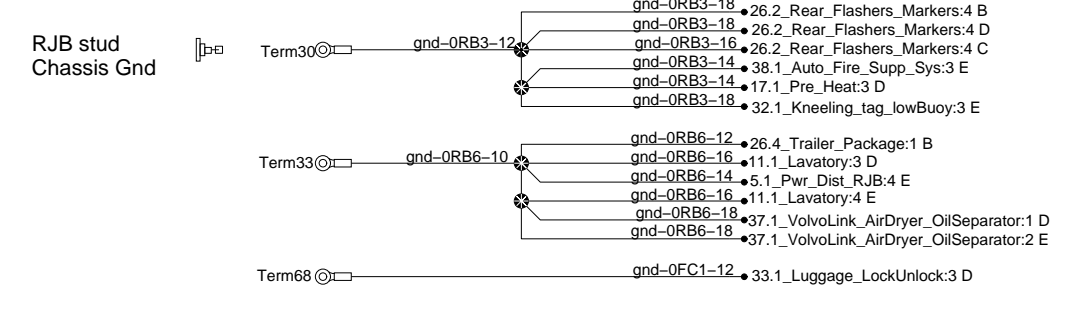 gnd-0RB3-18 26.2_Rear_Flashers_Markers:4 B
gnd-0RB3-18 26.2_Rear_Flashers_Markers:4 D
RJB stud
Chassis Gnd
Term30 gnd-0RB3-12 gnd-0RB3-16 26.2_Rear_Flashers_Markers:4 C
gnd-0RB3-14 38.1_Auto_Fire_Supp_Sys:3 E
gnd-0RB3-14 17.1_Pre_Heat:3 D
gnd-0RB3-18 32.1_Kneeling_tag_lowBuoy:3 E
gnd-0RB6-12 26.4_Trailer_Package:1 B
Term33 gnd-0RB6-10 gnd-0RB6-16 11.1_Lavatory:3 D
gnd-0RB6-14 5.1_Pwr_Dist_RJB:4 E
gnd-0RB6-16 11.1_Lavatory:4 E
gnd-0RB6-18 37.1_VolvoLink_AirDryer_OilSeparator:1 D
gnd-0RB6-18 37.1_VolvoLink_AirDryer_OilSeparator:2 E
Term68 gnd-0FC1-12 33.1_Luggage_LockUnlock:3 D